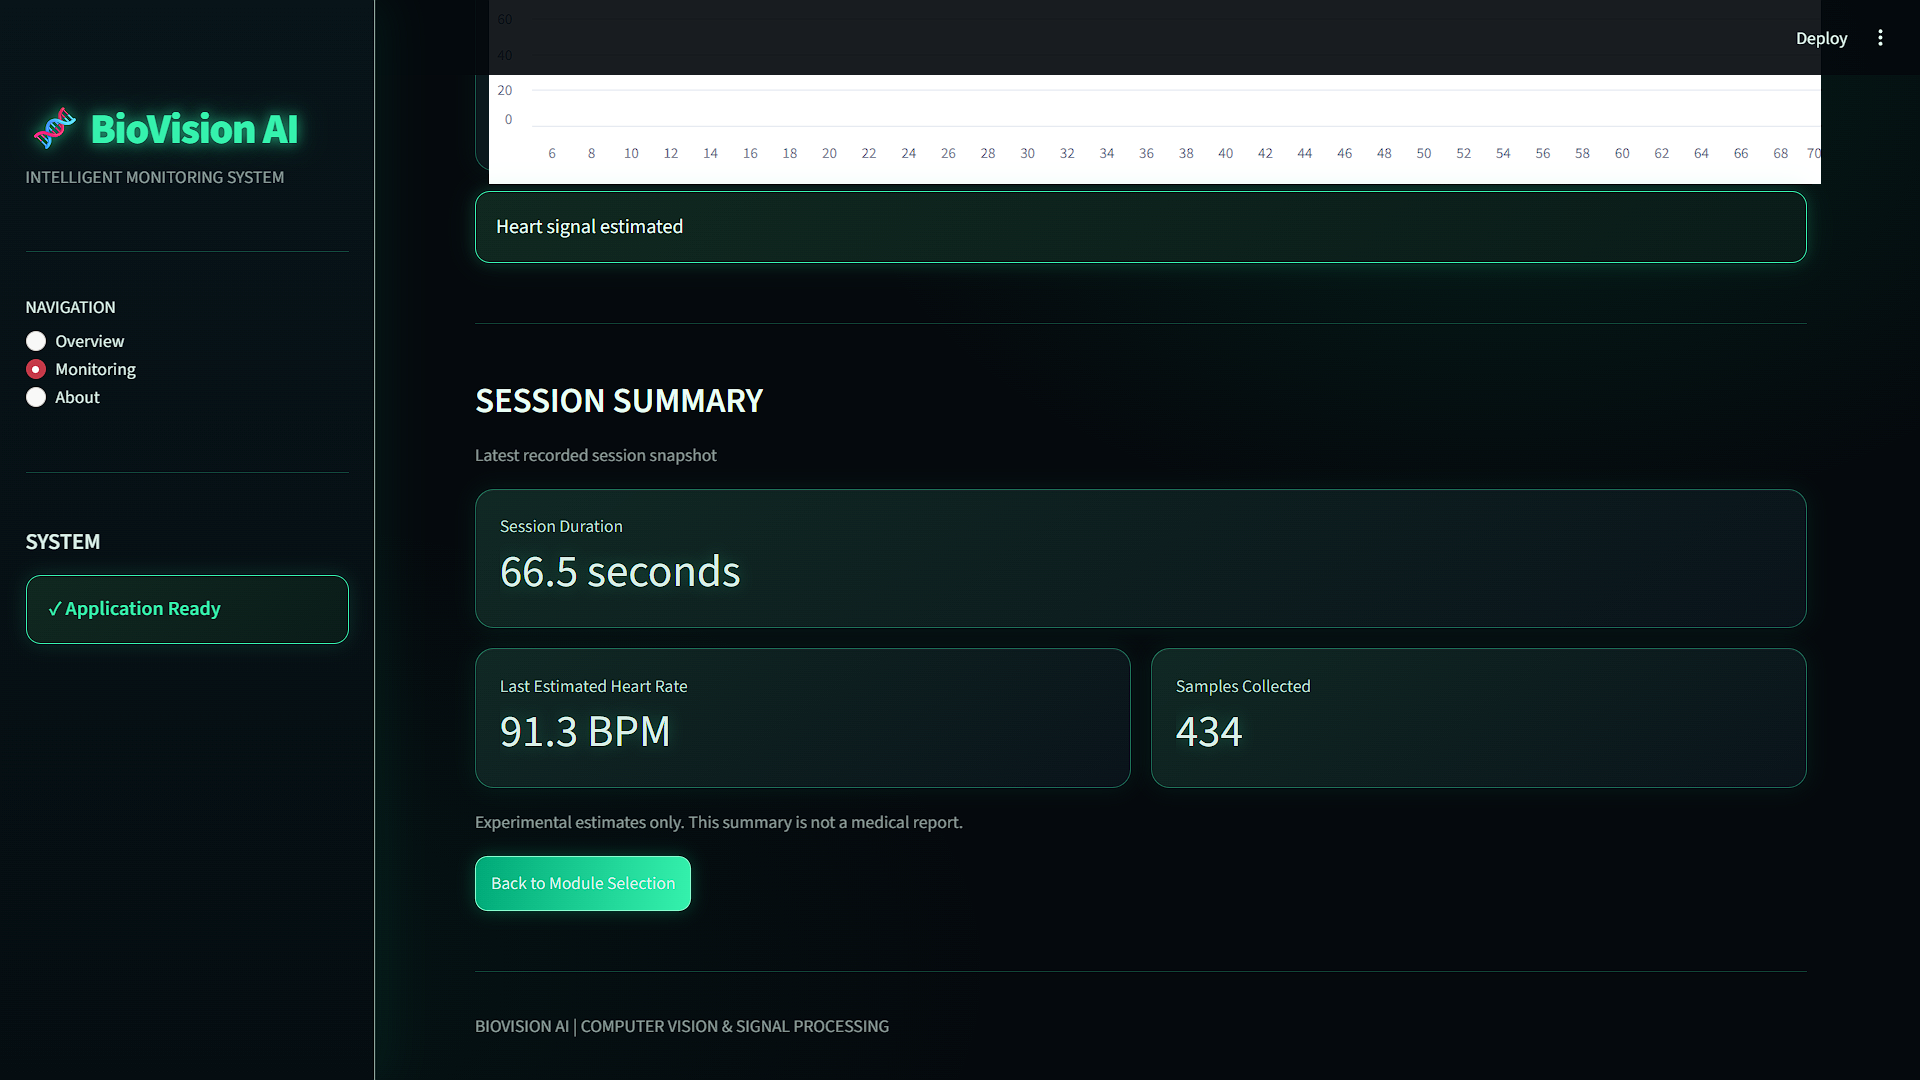 60
40
20
0
6 8 10 12 14 16 18 20 22 24 26 28 30 32 34 36 38 40 42 44 46 48 50 52 54 56 58 60 62 64 66 68 70
Deploy
BioVision AI
INTELLIGENT MONITORING SYSTEM
NAVIGATION
Overview
Monitoring
About
SYSTEM
✓ Application Ready
Heart signal estimated
SESSION SUMMARY
Latest recorded session snapshot
Session Duration
66.5 seconds
Last Estimated Heart Rate
91.3 BPM
Samples Collected
434
Experimental estimates only. This summary is not a medical report.
Back to Module Selection
BIOVISION AI | COMPUTER VISION & SIGNAL PROCESSING